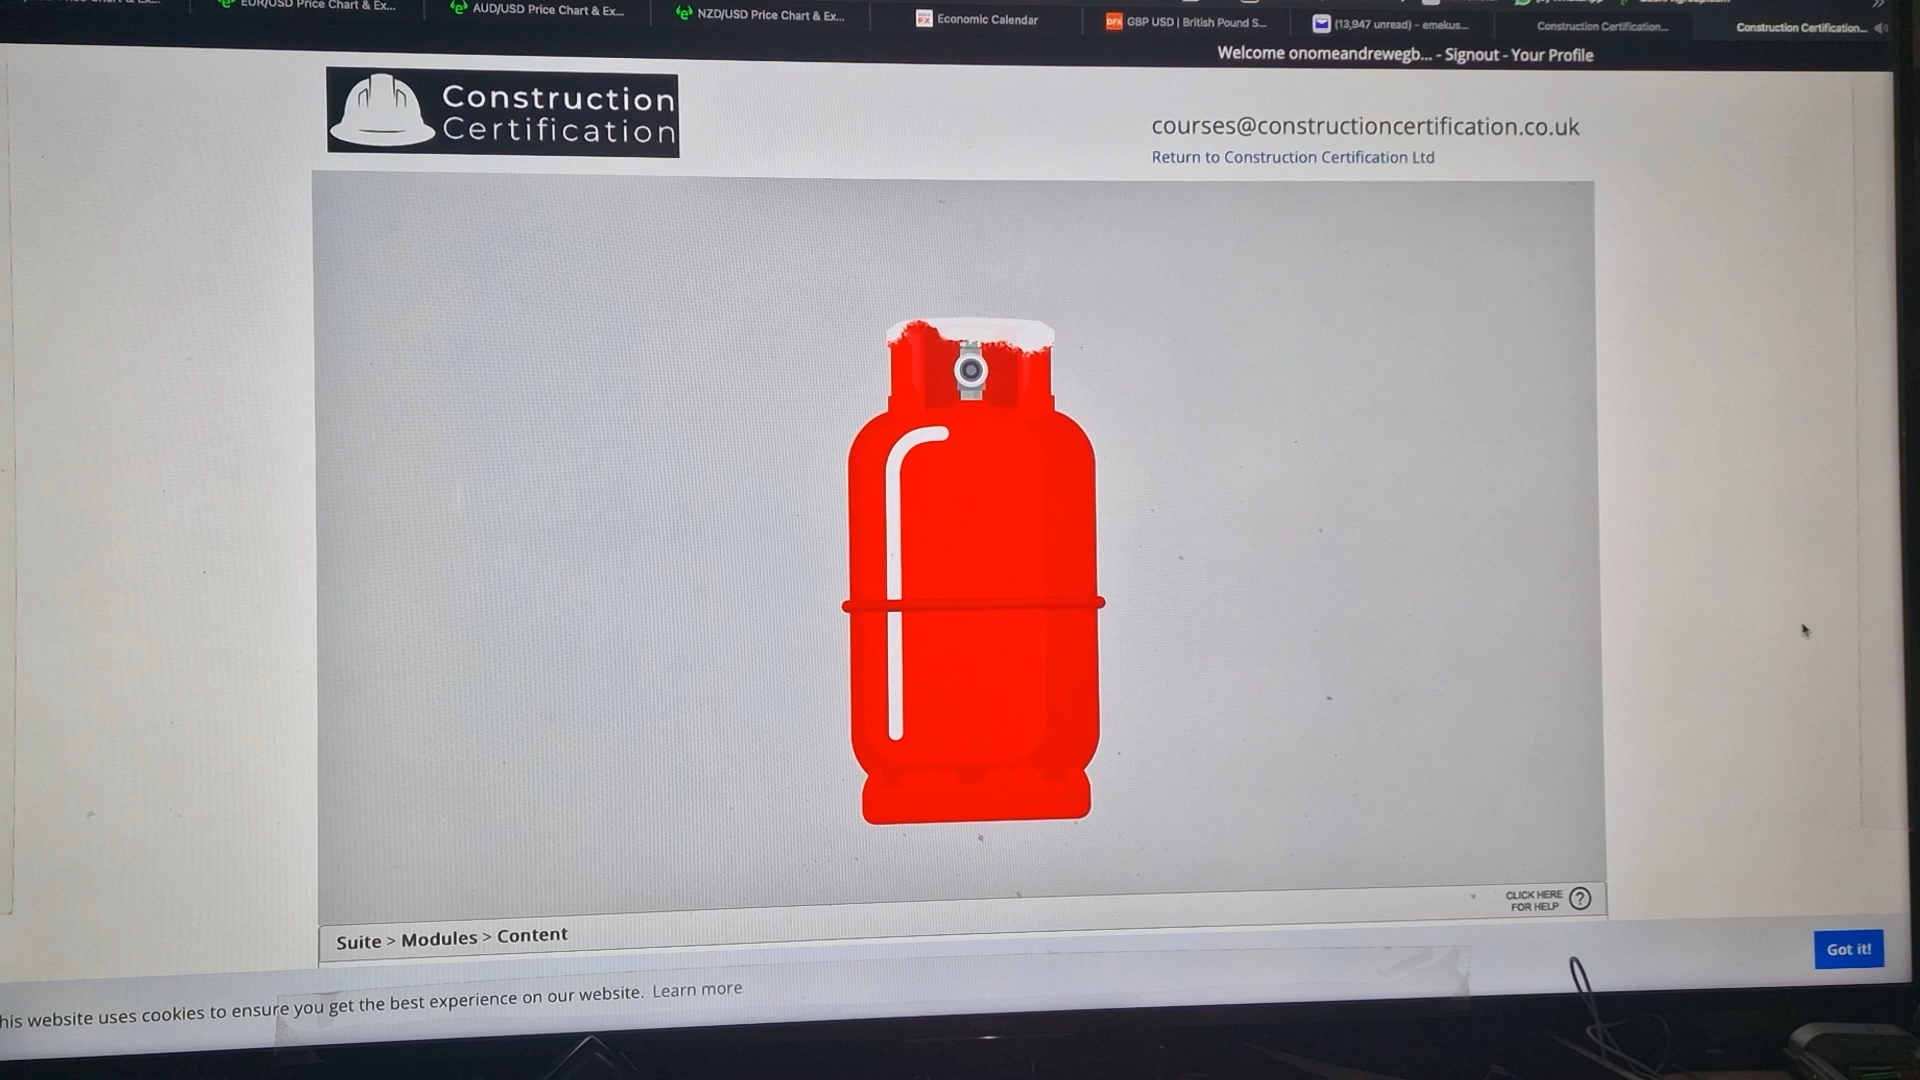 EUR/USD Price Chart & Ex...
AUD/USD Price Chart & Ex...
NZD/USD Price Chart & Ex...
Economic Calendar
GBP USD | British Pound S...
(13,947 unread) - emekus...
Construction Certification...
Construction Certification...
Welcome onomeandrewegb... - Signout - Your Profile
Construction
Certification
courses@constructioncertification.co.uk
Return to Construction Certification Ltd
CLICK HERE
FOR HELP
?
Suite > Modules > Content
Got it!
his website uses cookies to ensure you get the best experience on our website. Learn more